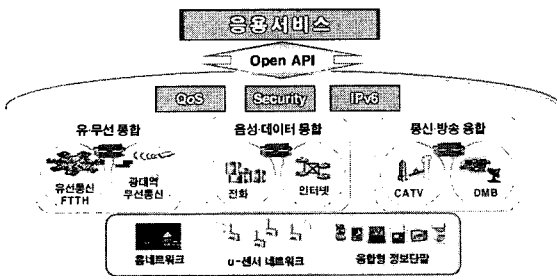 응용서비스
Open API
QoS Security IPv6
유·무선 통합 음성·데이터 통합 통신·방송 융합
유선통신 FTTH
광대역 무선통신
전화
인터넷
CATV
DMB
홈네트워크 u-센서 네트워크 융합형 정보단말